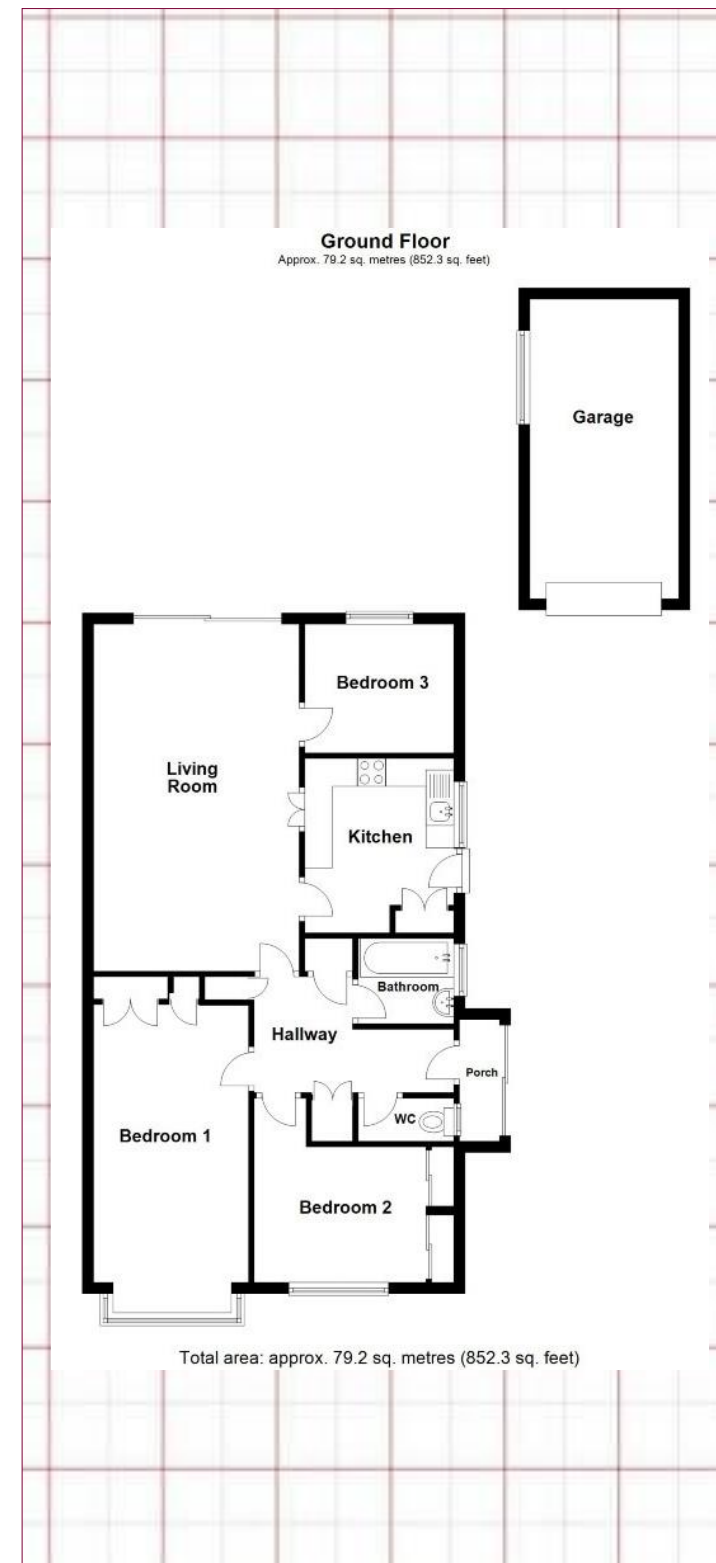 Ground Floor
Approx. 79.2 sq. metres (852.3 sq. feet)
Garage
Bedroom 3
Living
Room
Kitchen
Bathroom
Hallway
Porch
WC
Bedroom 1
Bedroom 2
Total area: approx. 79.2 sq. metres (852.3 sq. feet)